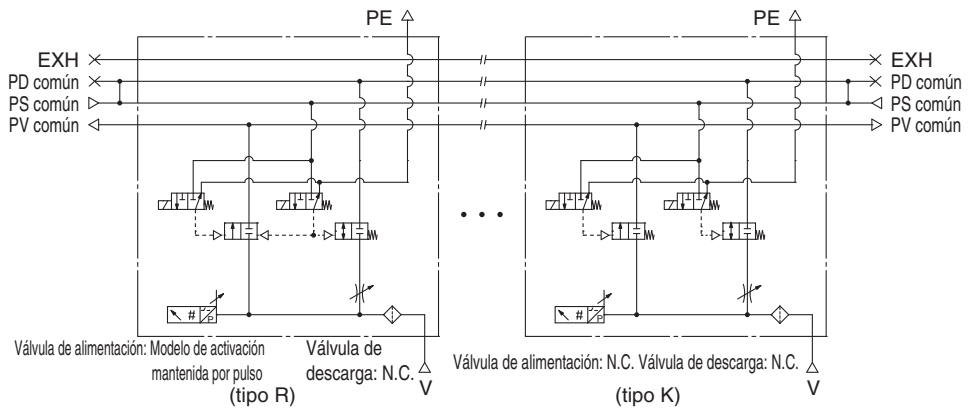 PE
PE
EXH
EXH
PD común
PD común
PS común
PS común
PV común
PV común
• • •
#
P
#
P
Válvula de alimentación: Modelo de activación
mantenida por pulso
(tipo R)
Válvula de
descarga: N.C.
V
Válvula de alimentación: N.C. Válvula de descarga: N.C.
(tipo K)
V